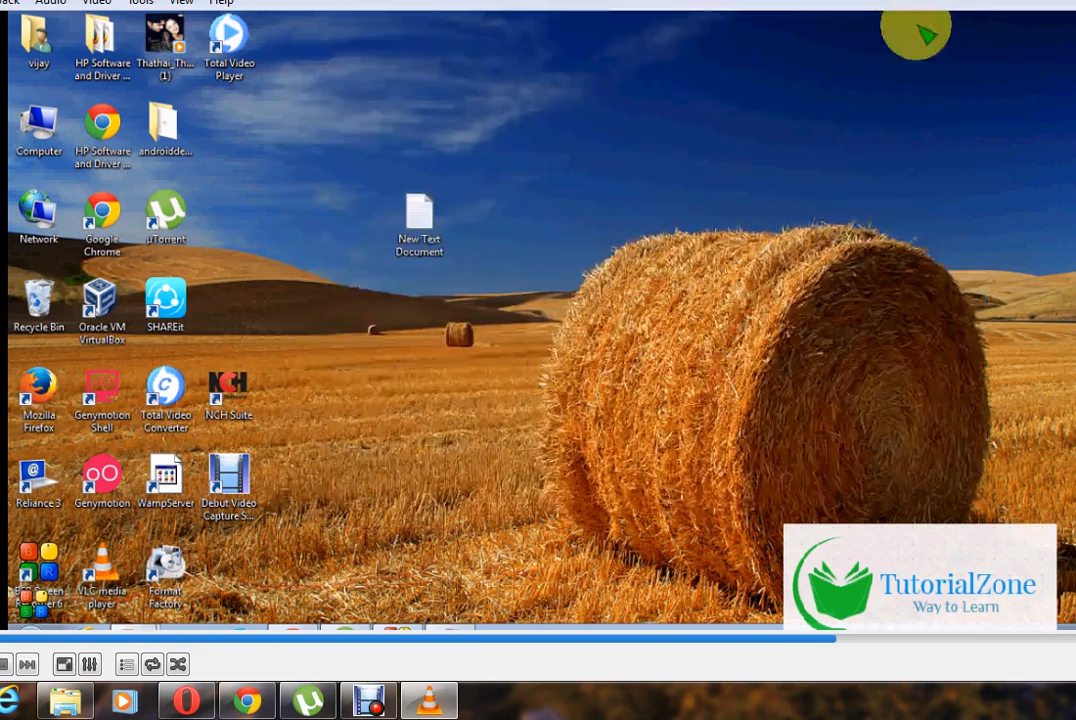 Audio Video Tools View Help
vijay
HP Software
and Driver ...
Thathai_Th...
(1)
Total Video
Player
Computer
HP Software
and Driver ...
androidde...
Network
Google
Chrome
µTorrent
New Text
Document
Recycle Bin
Oracle VM
VirtualBox
SHAREit
Mozilla
Firefox
Genymotion
Shell
Total Video
Converter
NCH
NCH Suite
Reliance 3
Genymotion
WampServer
Debut Video
Capture S...
VLC media
player
Format
Factory
TutorialZone
Way to Learn